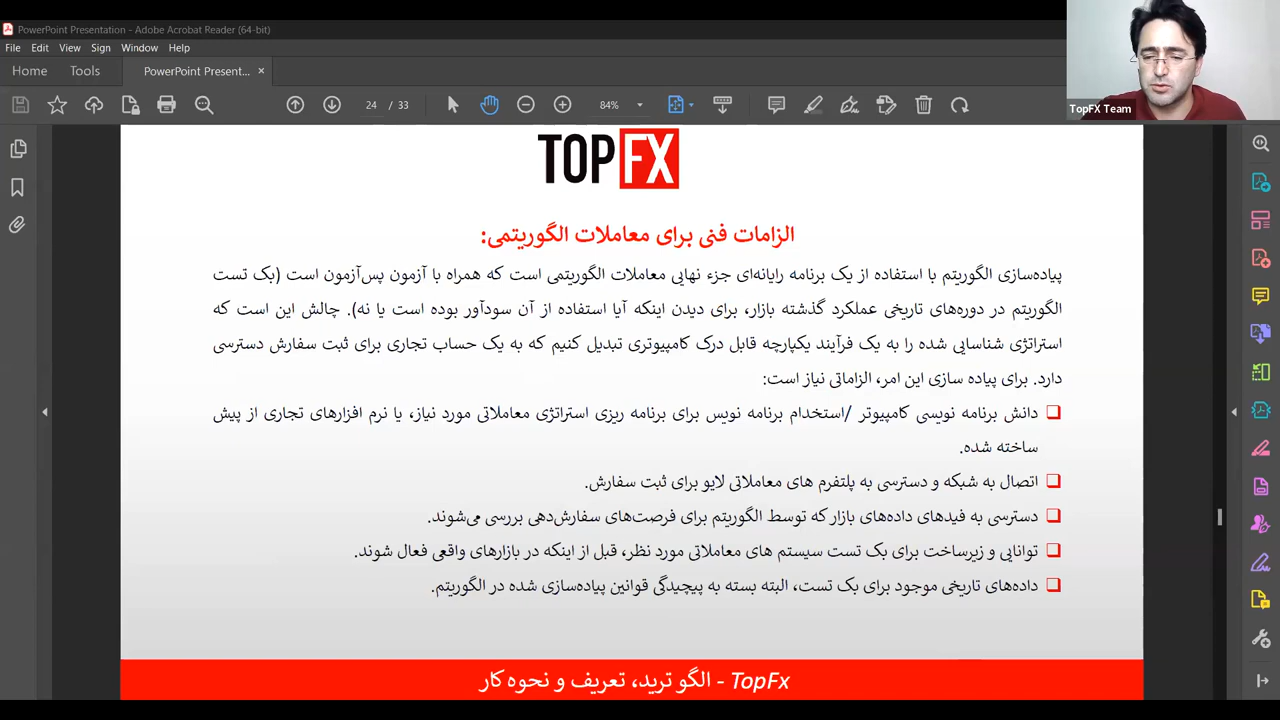 PowerPoint Presentation - Adobe Acrobat Reader (64-bit)
File Edit View Sign Window Help
Home Tools PowerPoint Present... ×
24 / 33 84%
TopFX Team
TOPFX
الزامات فنی برای معاملات الگوریتمی:
پیاده‌سازی الگوریتم با استفاده از یک برنامه رایانه‌ای جزء نهایی معاملات الگوریتمی است که همراه با آزمون پس‌آزمون است (بک تست
الگوریتم در دوره‌های تاریخی عملکرد گذشته بازار، برای دیدن اینکه آیا استفاده از آن سودآور بوده است یا نه). چالش این است که
استراتژی شناسایی شده را به یک فرآیند یکپارچه قابل درک کامپیوتری تبدیل کنیم که به یک حساب تجاری برای ثبت سفارش دسترسی
دارد. برای پیاده سازی این امر، الزاماتی نیاز است:
دانش برنامه نویسی کامپیوتر /استخدام برنامه نویس برای برنامه ریزی استراتژی معاملاتی مورد نیاز، یا نرم افزارهای تجاری از پیش
ساخته شده.
اتصال به شبکه و دسترسی به پلتفرم های معاملاتی لایو برای ثبت سفارش.
دسترسی به فیدهای داده‌های بازار که توسط الگوریتم برای فرصت‌های سفارش‌دهی بررسی می‌شوند.
توانایی و زیرساخت برای بک تست سیستم های معاملاتی مورد نظر، قبل از اینکه در بازارهای واقعی فعال شوند.
داده‌های تاریخی موجود برای بک تست، البته بسته به پیچیدگی قوانین پیاده‌سازی شده در الگوریتم.
TopFx - الگو ترید، تعریف و نحوه کار